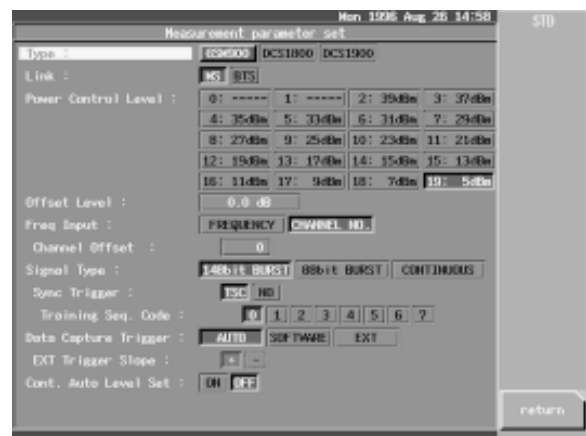 Mon 1996 Aug 26 14:58
STD
Measurement parameter set
Type : GSM900 DCS1800 DCS1900
Link : MS BTS
Power Control Level : 0: ----- 1: ----- 2: 39dBm 3: 37dBm
4: 35dBm 5: 33dBm 6: 31dBm 7: 29dBm
8: 27dBm 9: 25dBm 10: 23dBm 11: 21dBm
12: 19dBm 13: 17dBm 14: 15dBm 15: 13dBm
16: 11dBm 17: 9dBm 18: 7dBm 19: 5dBm
Offset Level : 0.0 dB
Freq Input : FREQUENCY CHANNEL NO.
Channel Offset : 0
Signal Type : 148bit BURST 88bit BURST CONTINUOUS
Sync Trigger : TSC NO
Training Seq. Code : 0 1 2 3 4 5 6 7
Data Capture Trigger : AUTO SOFTWARE EXT
EXT Trigger Slope : + -
Cont. Auto Level Set : ON OFF
return